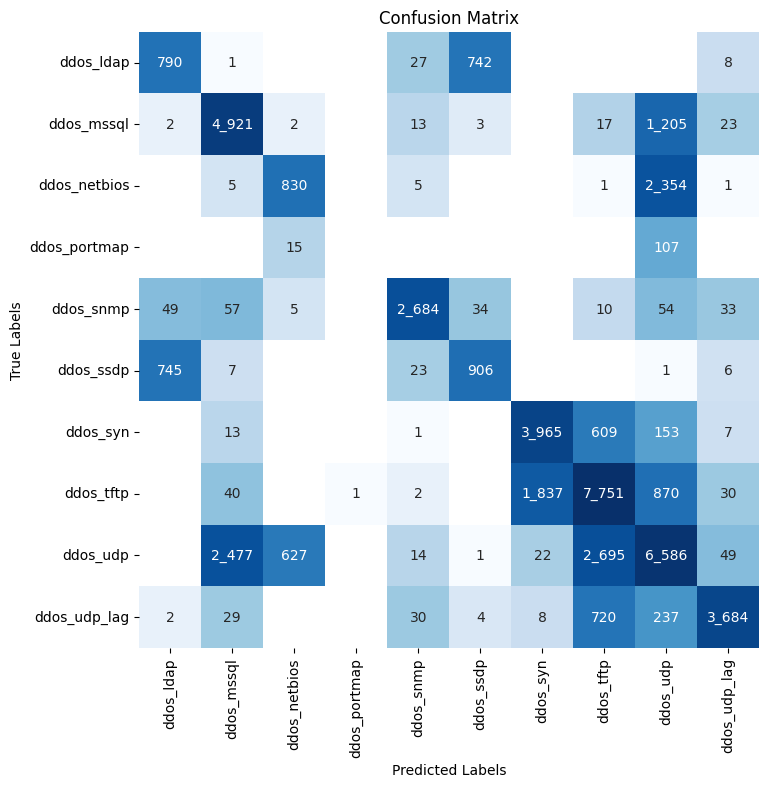 Confusion Matrix
True Labels
ddos_ldap 790 1 27 742 8
ddos_mssql 2 4_921 2 13 3 17 1_205 23
ddos_netbios 5 830 5 1 2_354 1
ddos_portmap 15 107
ddos_snmp 49 57 5 2_684 34 10 54 33
ddos_ssdp 745 7 23 906 1 6
ddos_syn 13 1 3_965 609 153 7
ddos_tftp 40 1 2 1_837 7_751 870 30
ddos_udp 2_477 627 14 1 22 2_695 6_586 49
ddos_udp_lag 2 29 30 4 8 720 237 3_684
ddos_ldap ddos_mssql ddos_netbios ddos_portmap ddos_snmp ddos_ssdp ddos_syn ddos_tftp ddos_udp ddos_udp_lag
Predicted Labels